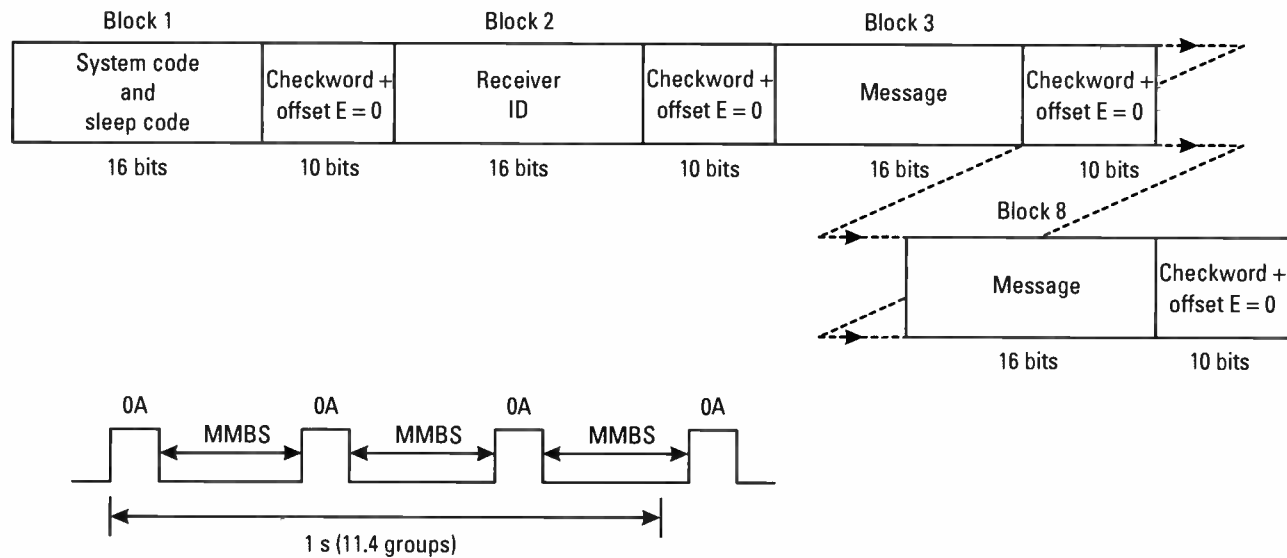 Block 1
Block 2
Block 3
System code
and
sleep code
Checkword +
offset E = 0
Receiver
ID
Checkword +
offset E = 0
Message
Checkword +
offset E = 0
16 bits
10 bits
16 bits
10 bits
16 bits
10 bits
Block 8
Message
Checkword +
offset E = 0
16 bits
10 bits
0A
0A
0A
0A
MMBS
MMBS
MMBS
1 s (11.4 groups)